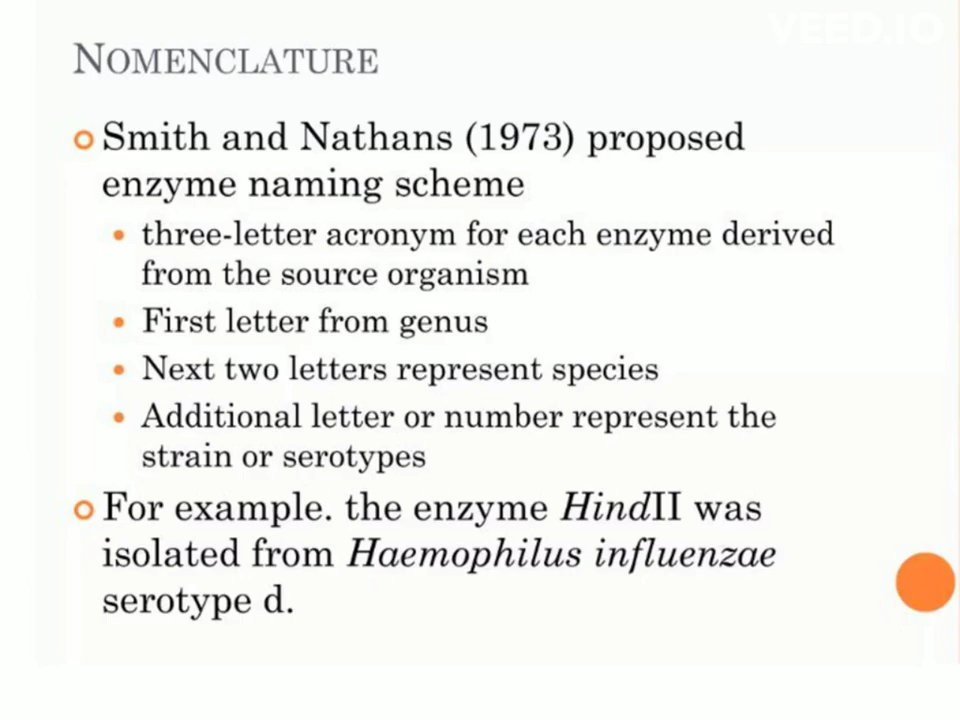 VEED.IO
NOMENCLATURE
Smith and Nathans (1973) proposed
enzyme naming scheme
three-letter acronym for each enzyme derived
from the source organism
First letter from genus
Next two letters represent species
Additional letter or number represent the
strain or serotypes
For example. the enzyme HindII was
isolated from Haemophilus influenzae
serotype d.